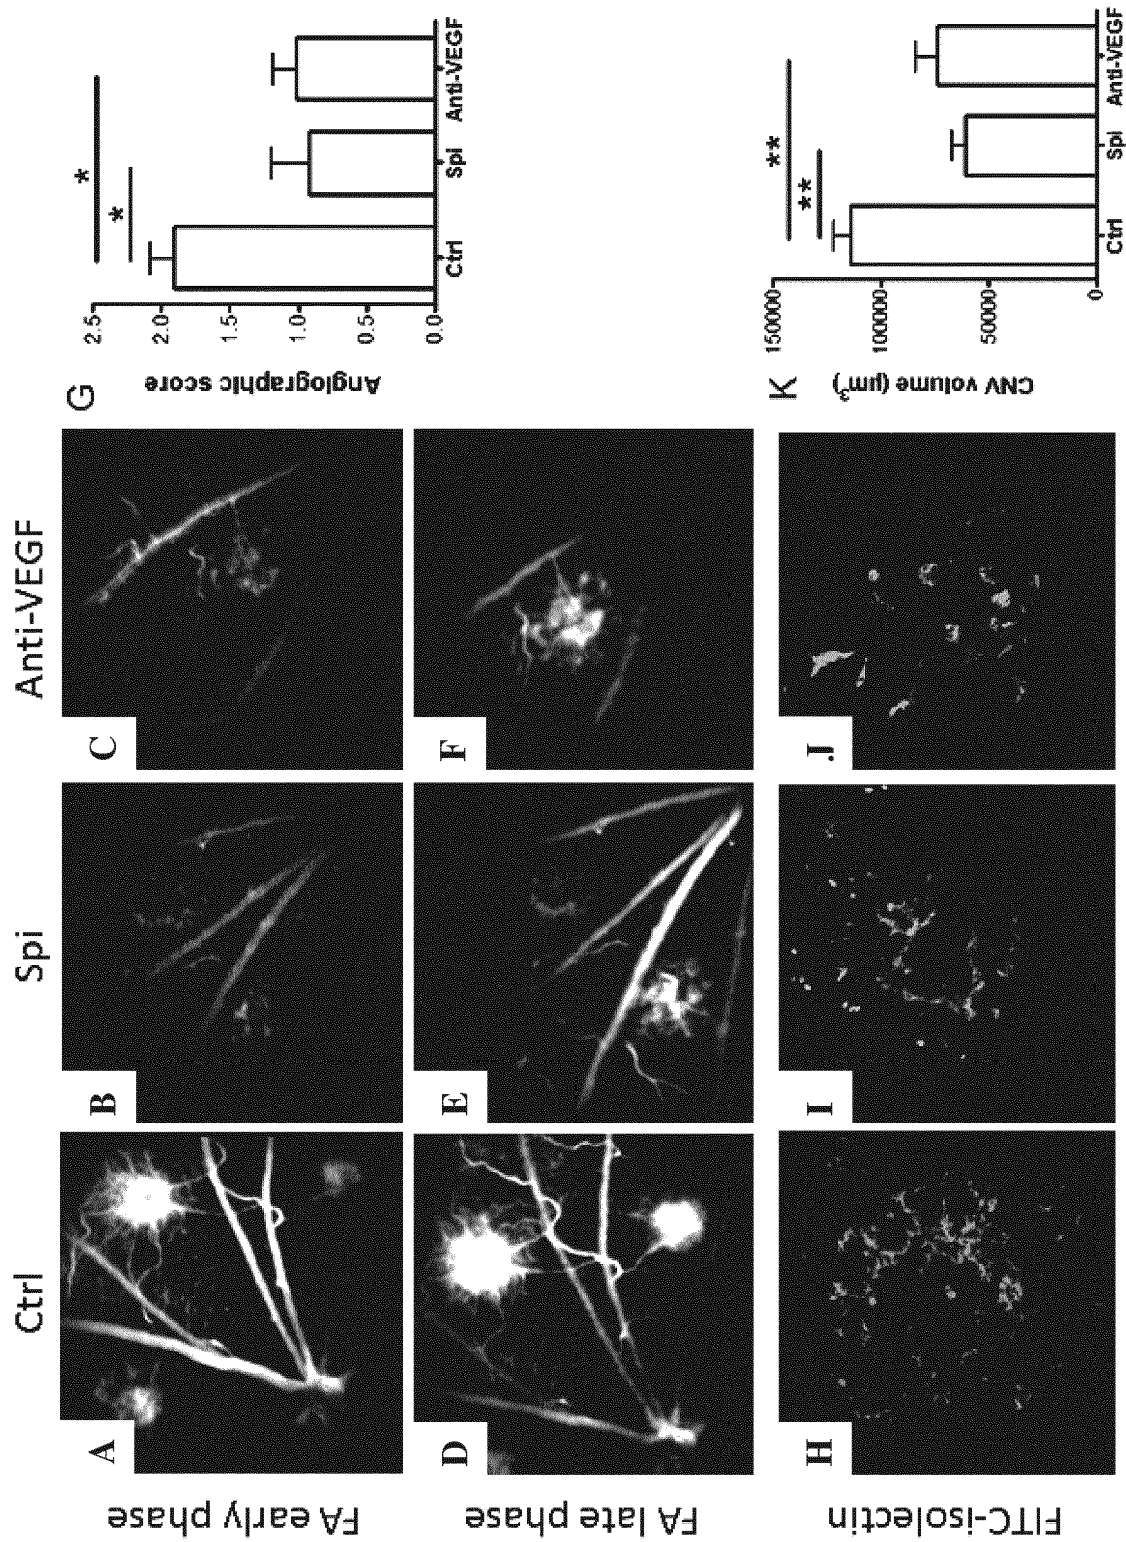 Ctrl
Spi
Anti-VEGF
FA early phase
A
B
C
G
Angiographic score
2.5
2.0
1.5
1.0
0.5
0.0
*
*
Ctrl
Spi
Anti-VEGF
FA late phase
D
E
F
FITC-isolectin
H
I
J
K
CNV volume (µm³)
150000
100000
50000
0
**
**
Ctrl
Spi
Anti-VEGF